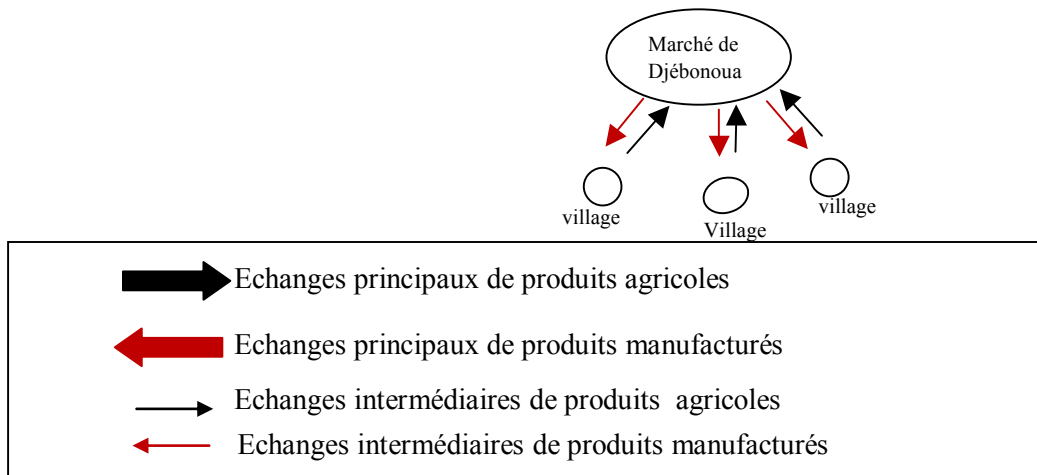 Marché de
Djébonoua
village
Village
village
Echanges principaux de produits agricoles
Echanges principaux de produits manufacturés
Echanges intermédiaires de produits agricoles
Echanges intermédiaires de produits manufacturés